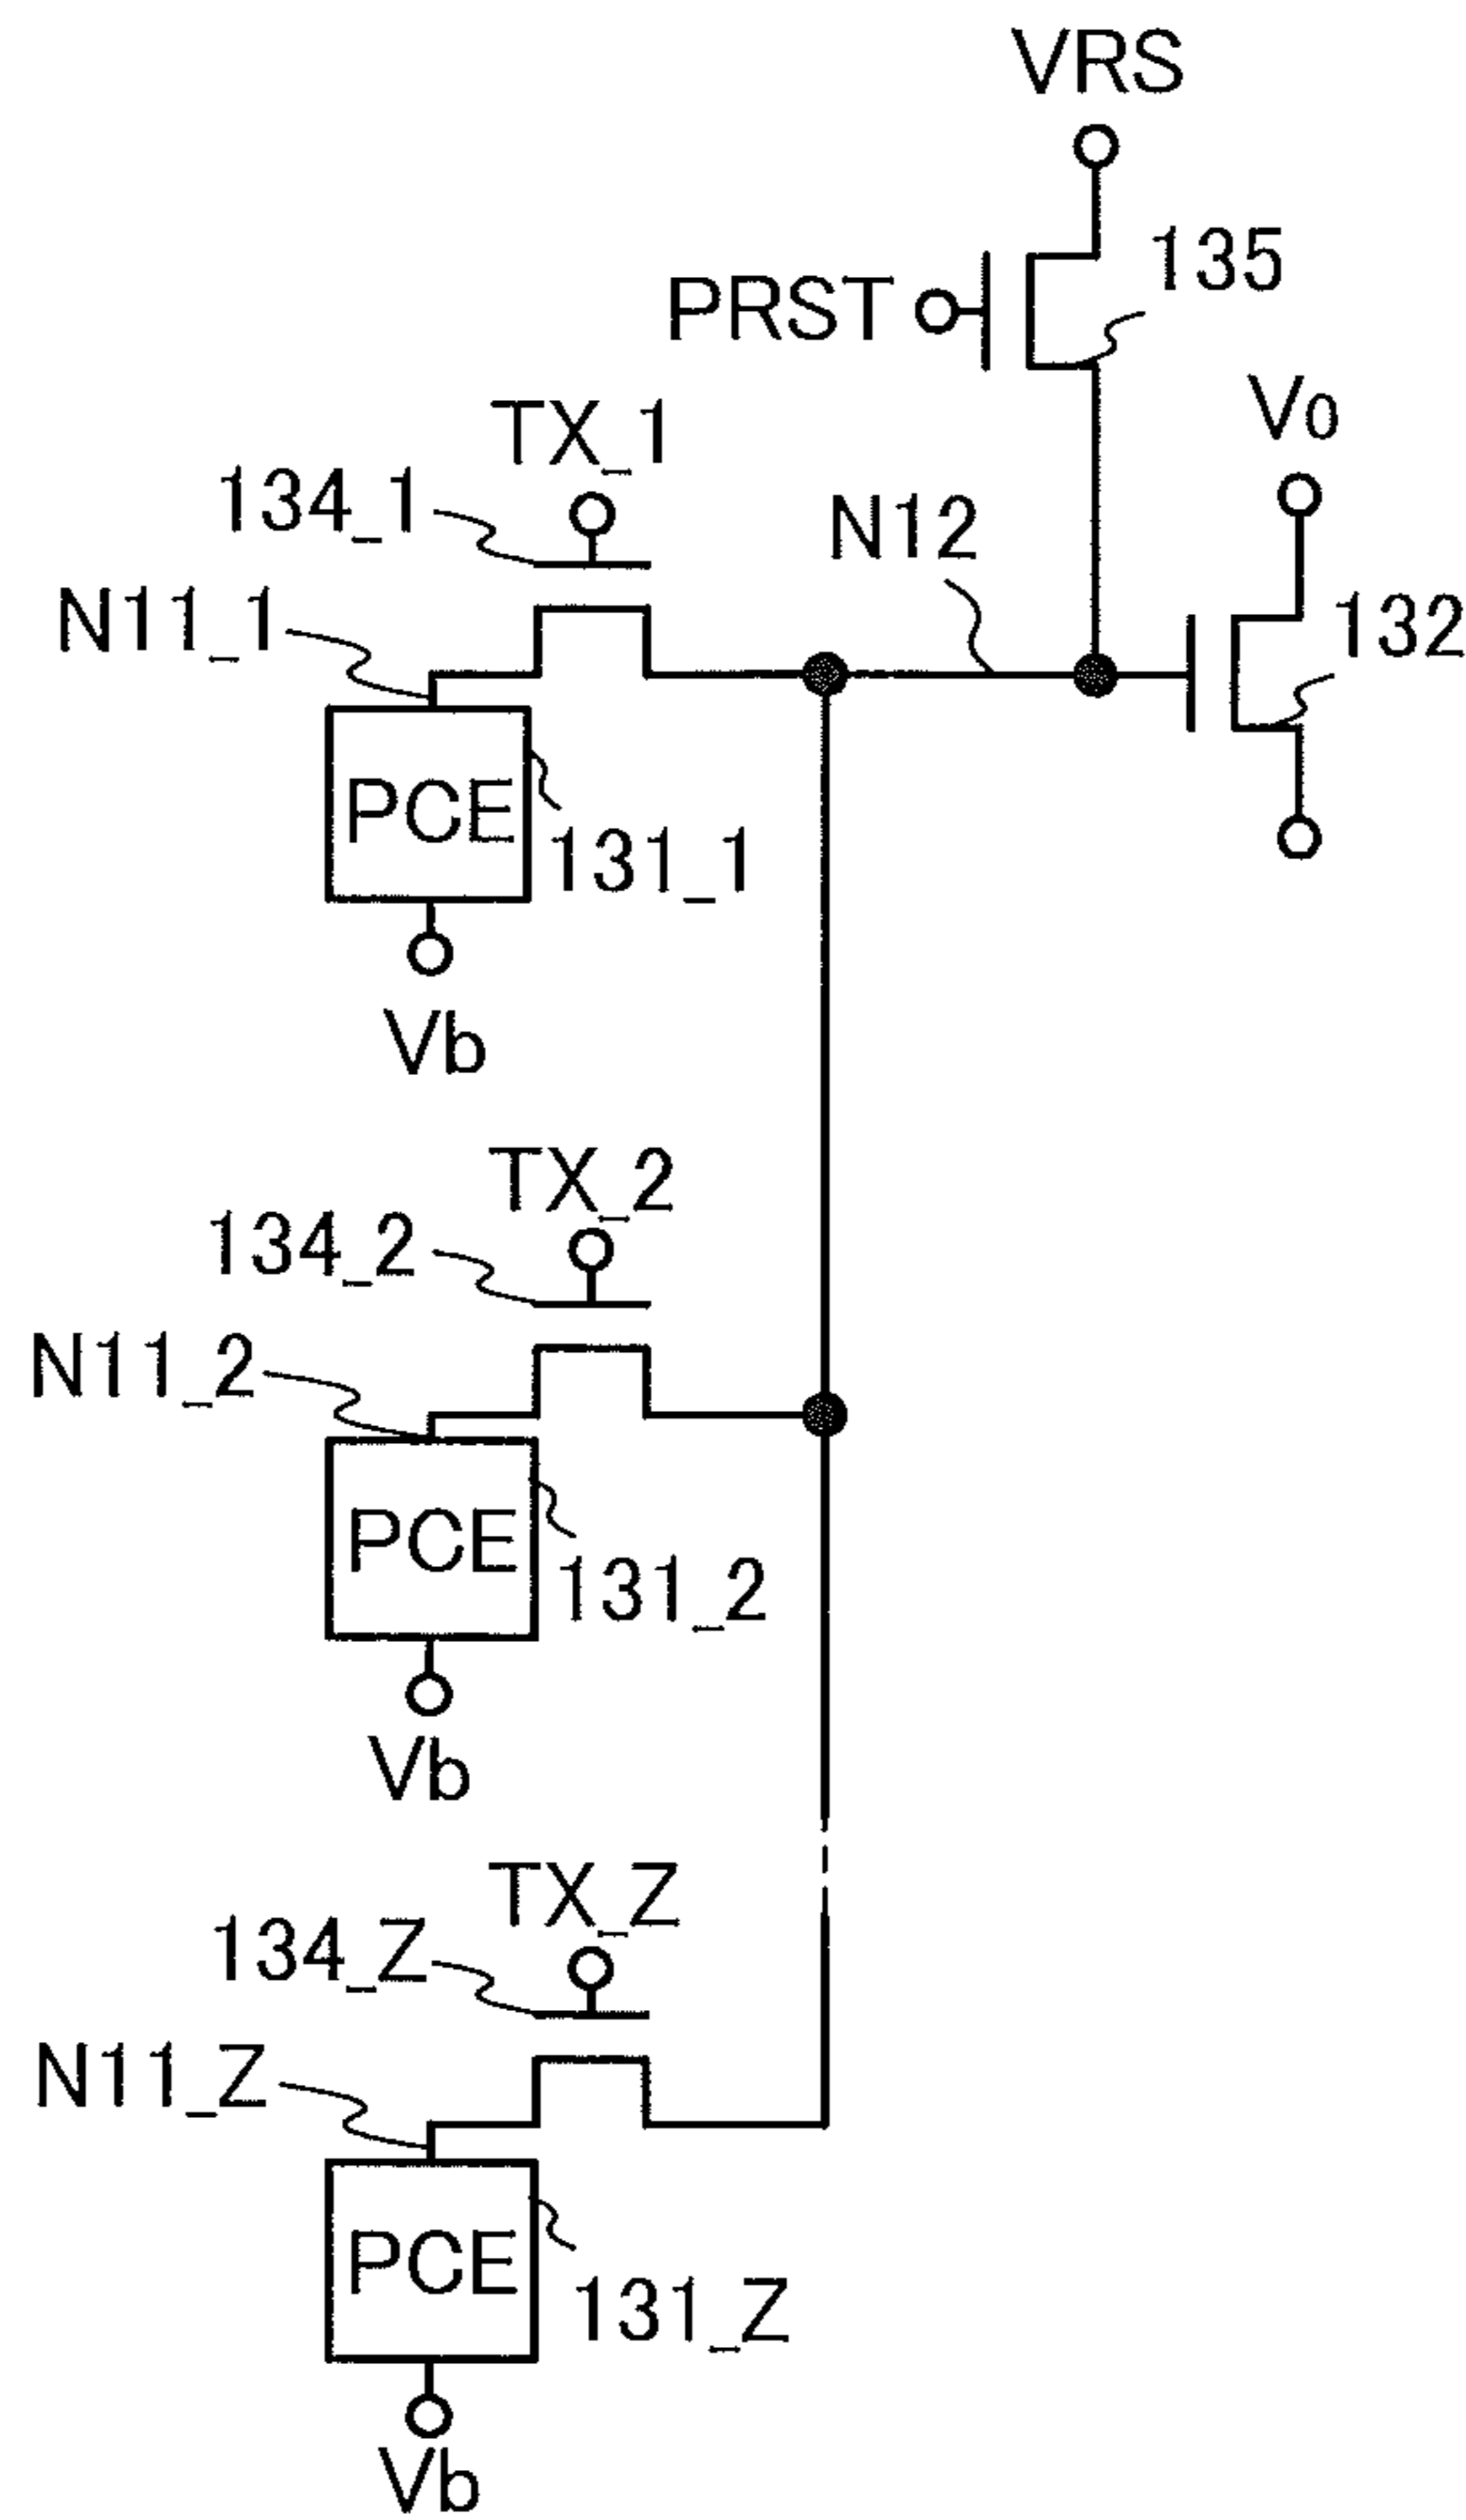 VRS
135
PRST
Vo
TX_1
134_1
N12
N11_1
132
PCE
131_1
Vb
TX_2
134_2
N11_2
PCE
131_2
Vb
TX_Z
134_Z
N11_Z
PCE
131_Z
Vb